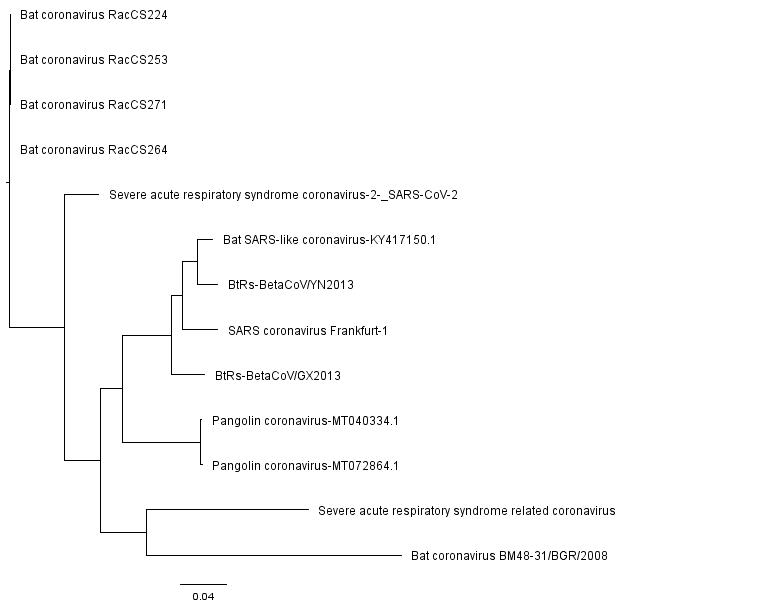 Bat coronavirus RacCS224
Bat coronavirus RacCS253
Bat coronavirus RacCS271
Bat coronavirus RacCS264
Severe acute respiratory syndrome coronavirus-2-_SARS-CoV-2
Bat SARS-like coronavirus-KY417150.1
BtRs-BetaCoV/YN2013
SARS coronavirus Frankfurt-1
BtRs-BetaCoV/GX2013
Pangolin coronavirus-MT040334.1
Pangolin coronavirus-MT072864.1
Severe acute respiratory syndrome related coronavirus
Bat coronavirus BM48-31/BGR/2008
0.04